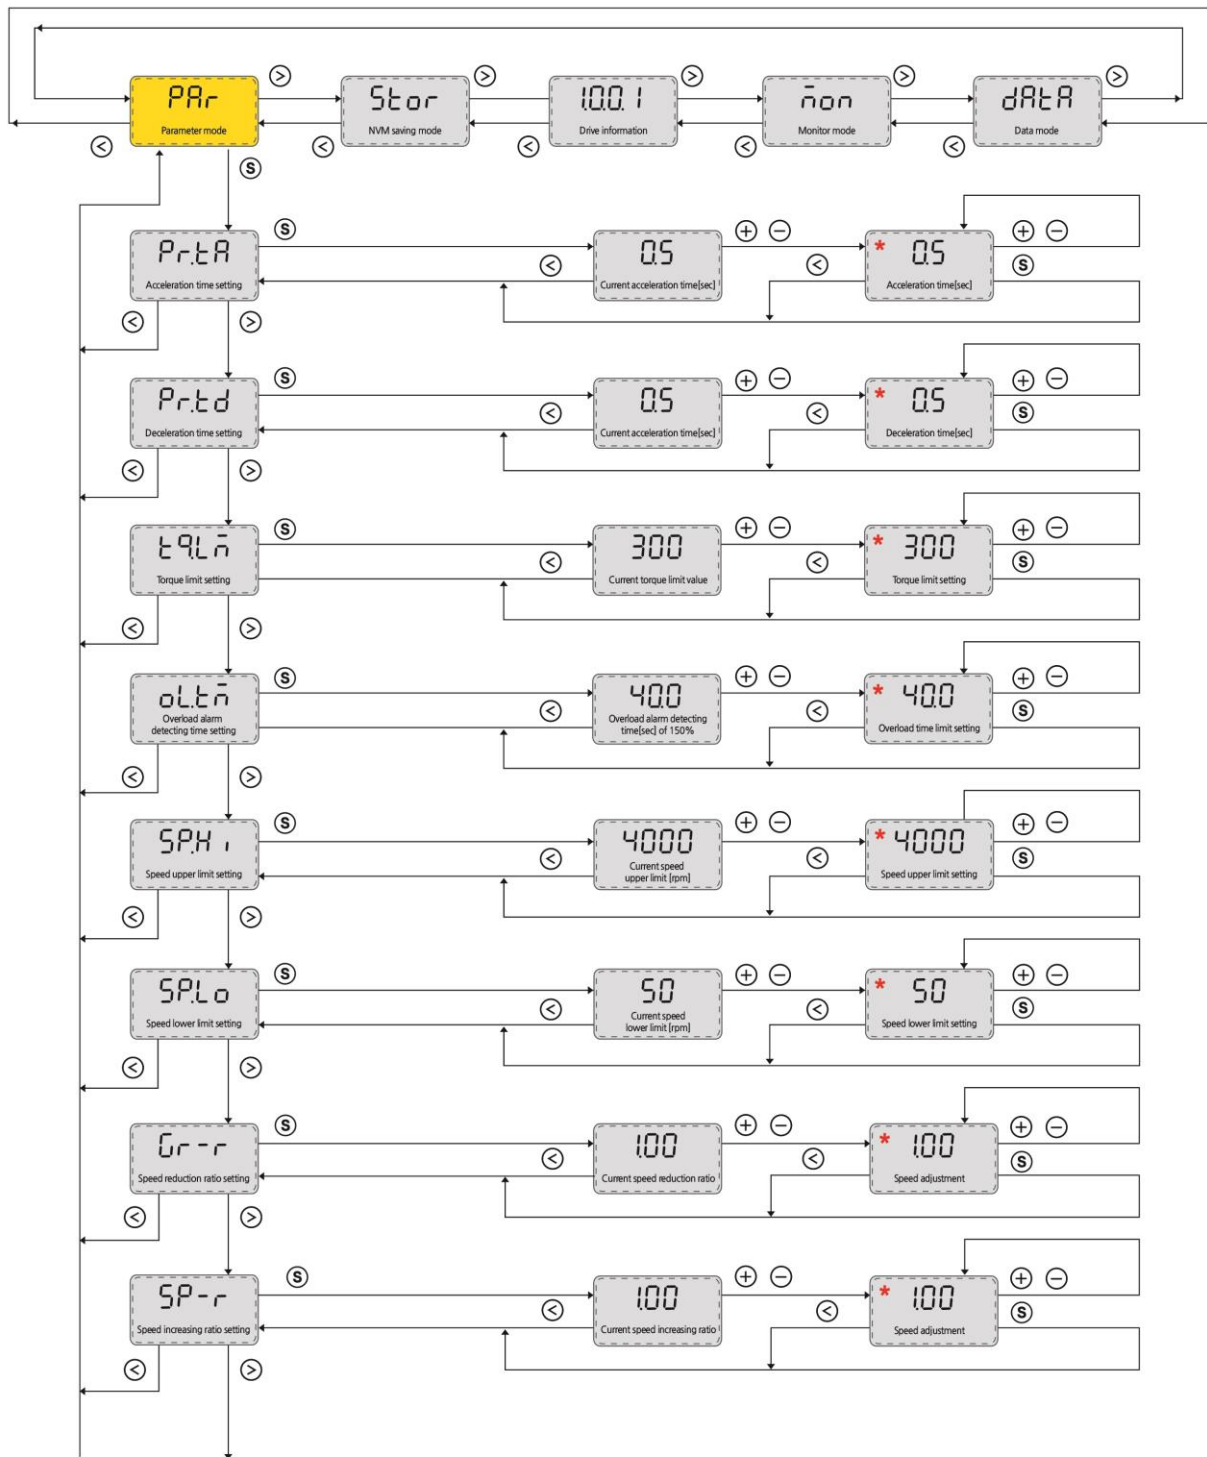 > > > > >
PAr Stor 1.0.0.1 n̄on dAtA
Parameter mode NVM saving mode Drive information Monitor mode Data mode
< < < < <
S
S + - + -
Pr.tA 0.5 * 0.5
< < S
Acceleration time setting Current acceleration time[sec] Acceleration time[sec]
< >
S + - + -
Pr.td 0.5 * 0.5
< < S
Deceleration time setting Current acceleration time[sec] Deceleration time[sec]
< >
S + - + -
tq.Ln̄ 300 * 300
< < S
Torque limit setting Current torque limit value Torque limit setting
< >
S + - + -
oL.tn̄ 40.0 * 40.0
< < S
Overload alarm Overload alarm detecting Overload time limit setting
detecting time setting time[sec] of 150%
< >
S + - + -
SP.Hi 4000 * 4000
< < S
Speed upper limit setting Current speed Speed upper limit setting
upper limit [rpm]
< >
S + - + -
SP.Lo 50 * 50
< < S
Speed lower limit setting Current speed Speed lower limit setting
lower limit [rpm]
< >
S + - + -
Gr-r 1.00 * 1.00
< < S
Speed reduction ratio setting Current speed reduction ratio Speed adjustment
< >
S + - + -
SP-r 1.00 * 1.00
< < S
Speed increasing ratio setting Current speed increasing ratio Speed adjustment
< >